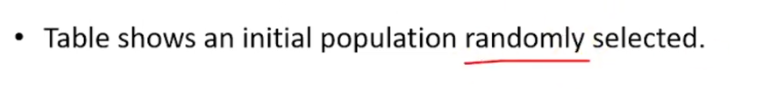 • Table shows an initial population randomly selected.